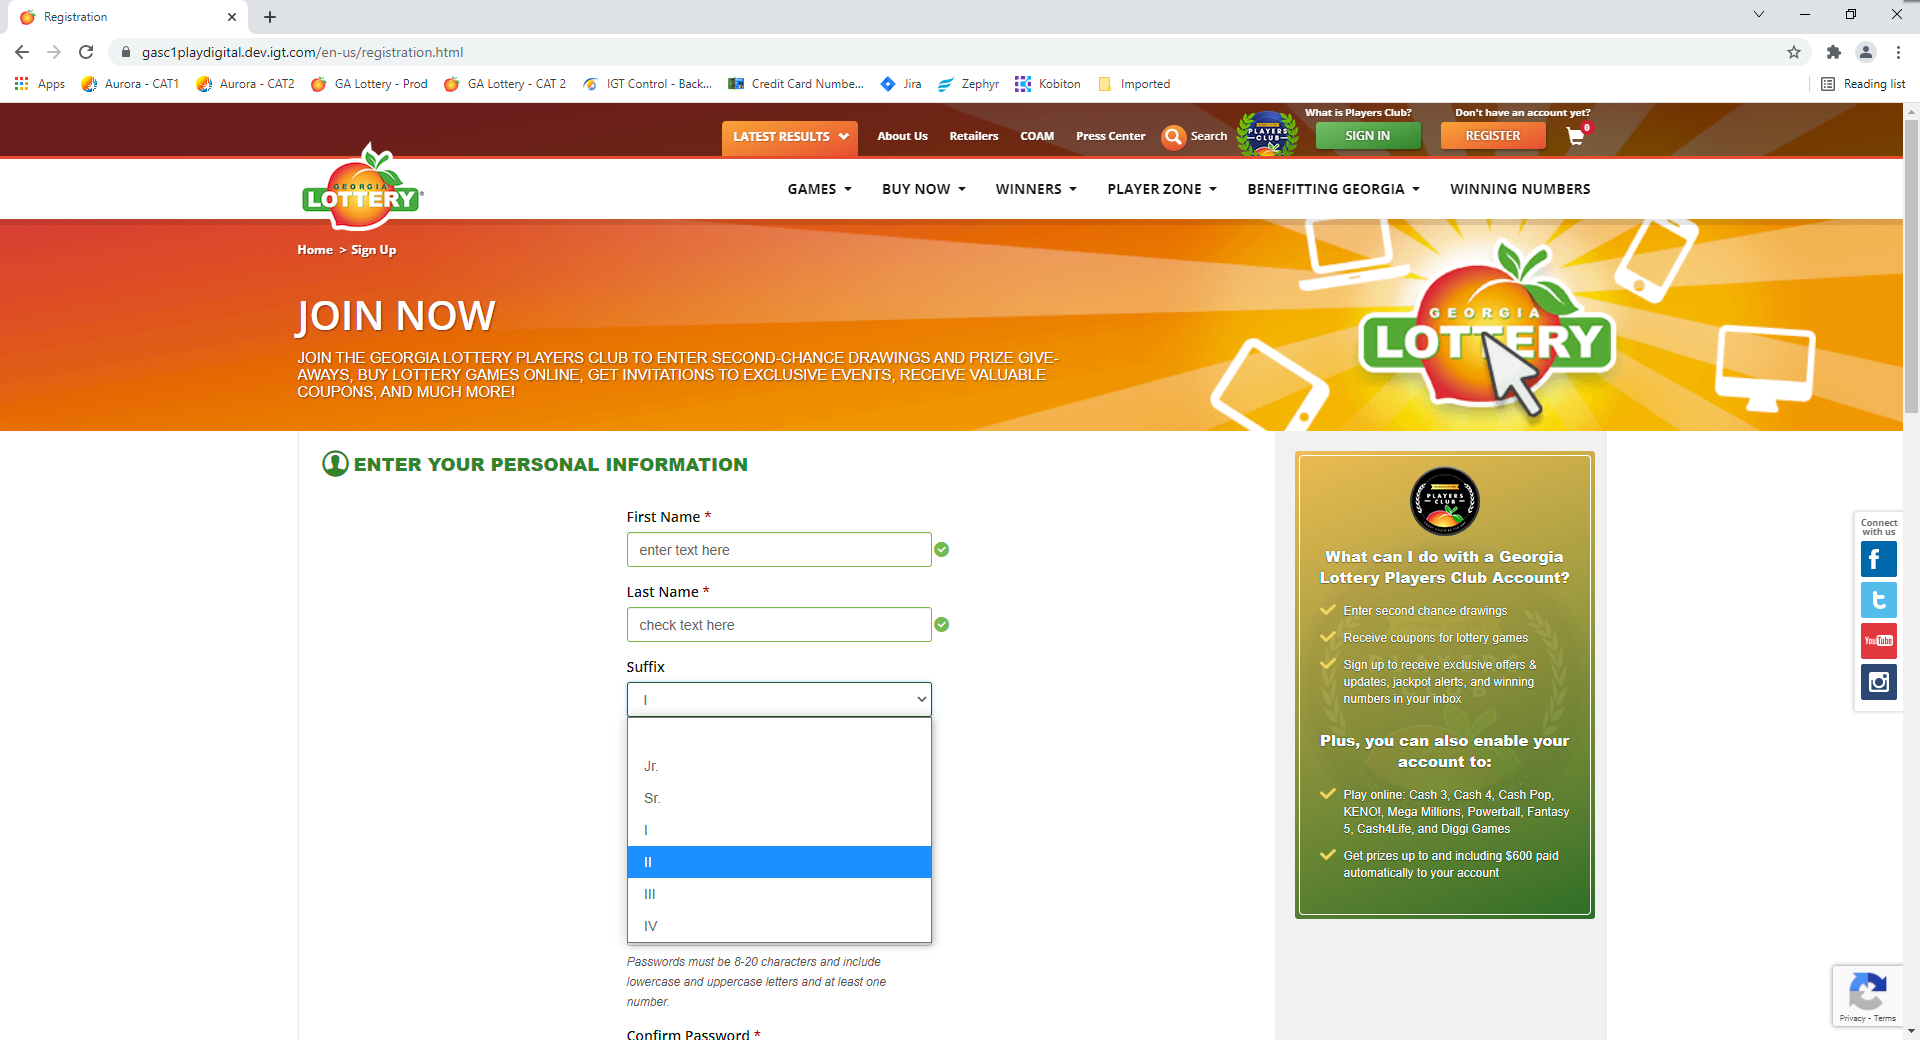 Registration
gasc1playdigital.dev.igt.com/en-us/registration.html
Apps
Aurora - CAT1
Aurora - CAT2
GA Lottery - Prod
GA Lottery - CAT 2
IGT Control - Back...
Credit Card Numbe...
Jira
Zephyr
Kobiton
Imported
Reading list
What is Players Club?
Don't have an account yet?
LATEST RESULTS
About Us
Retailers
COAM
Press Center
Search
PLAYERS
CLUB
SIGN IN
REGISTER
0
GEORGIA
LOTTERY
GAMES
BUY NOW
WINNERS
PLAYER ZONE
BENEFITTING GEORGIA
WINNING NUMBERS
Home > Sign Up
JOIN NOW
JOIN THE GEORGIA LOTTERY PLAYERS CLUB TO ENTER SECOND-CHANCE DRAWINGS AND PRIZE GIVE-
AWAYS, BUY LOTTERY GAMES ONLINE, GET INVITATIONS TO EXCLUSIVE EVENTS, RECEIVE VALUABLE
COUPONS, AND MUCH MORE!
GEORGIA
LOTTERY
ENTER YOUR PERSONAL INFORMATION
First Name *
enter text here
Last Name *
check text here
Suffix
I
Jr.
Sr.
I
II
III
IV
Passwords must be 8-20 characters and include
lowercase and uppercase letters and at least one
number.
Confirm Password *
PLAYERS
CLUB
What can I do with a Georgia
Lottery Players Club Account?
Enter second chance drawings
Receive coupons for lottery games
Sign up to receive exclusive offers &
updates, jackpot alerts, and winning
numbers in your inbox
Plus, you can also enable your
account to:
Play online: Cash 3, Cash 4, Cash Pop,
KENO!, Mega Millions, Powerball, Fantasy
5, Cash4Life, and Diggi Games
Get prizes up to and including $600 paid
automatically to your account
Connect
with us
YouTube
Privacy - Terms